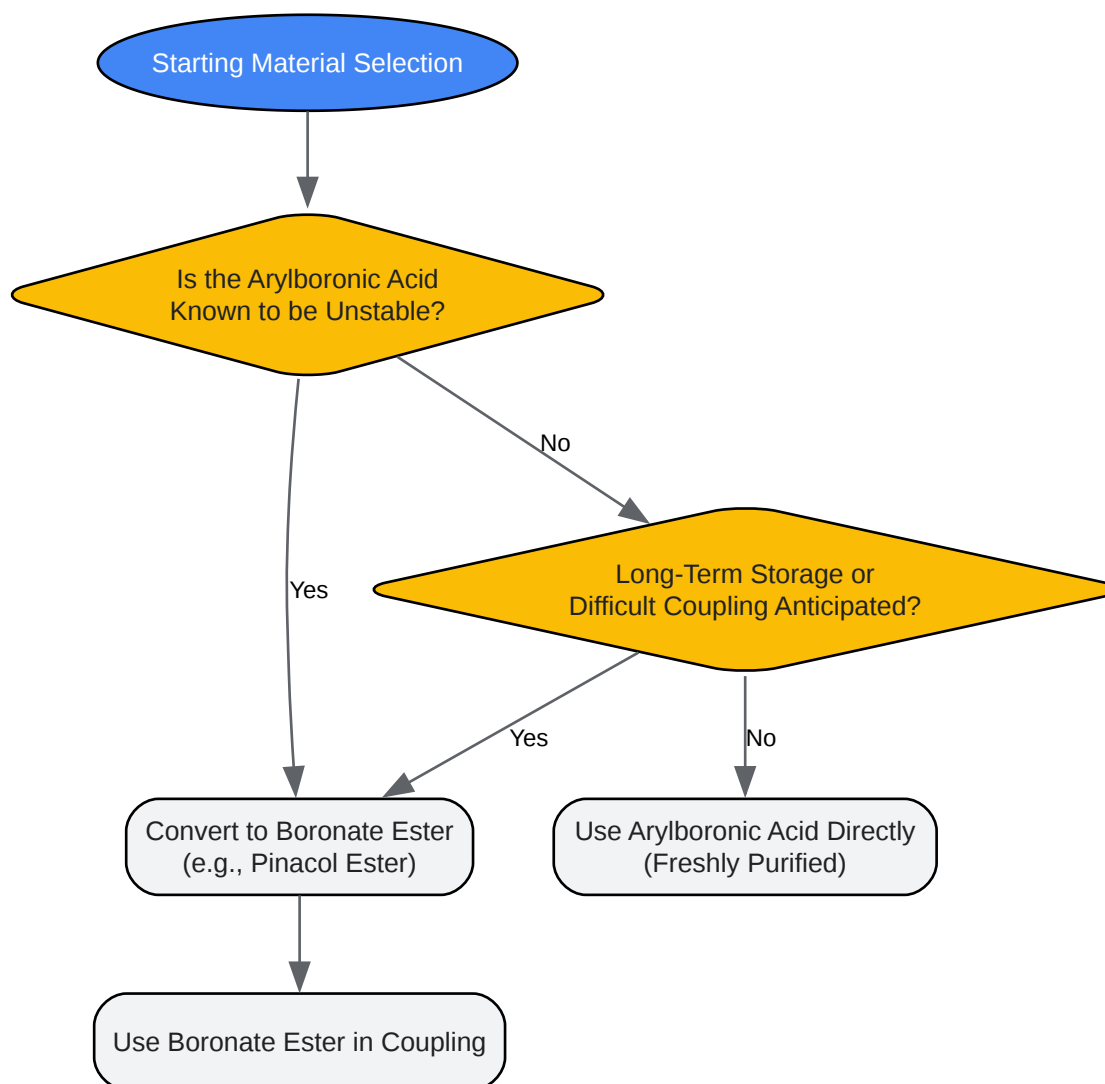 Starting Material Selection
Is the Arylboronic Acid
Known to be Unstable?
No
Yes
Long-Term Storage or
Difficult Coupling Anticipated?
Yes
No
Convert to Boronate Ester
(e.g., Pinacol Ester)
Use Arylboronic Acid Directly
(Freshly Purified)
Use Boronate Ester in Coupling